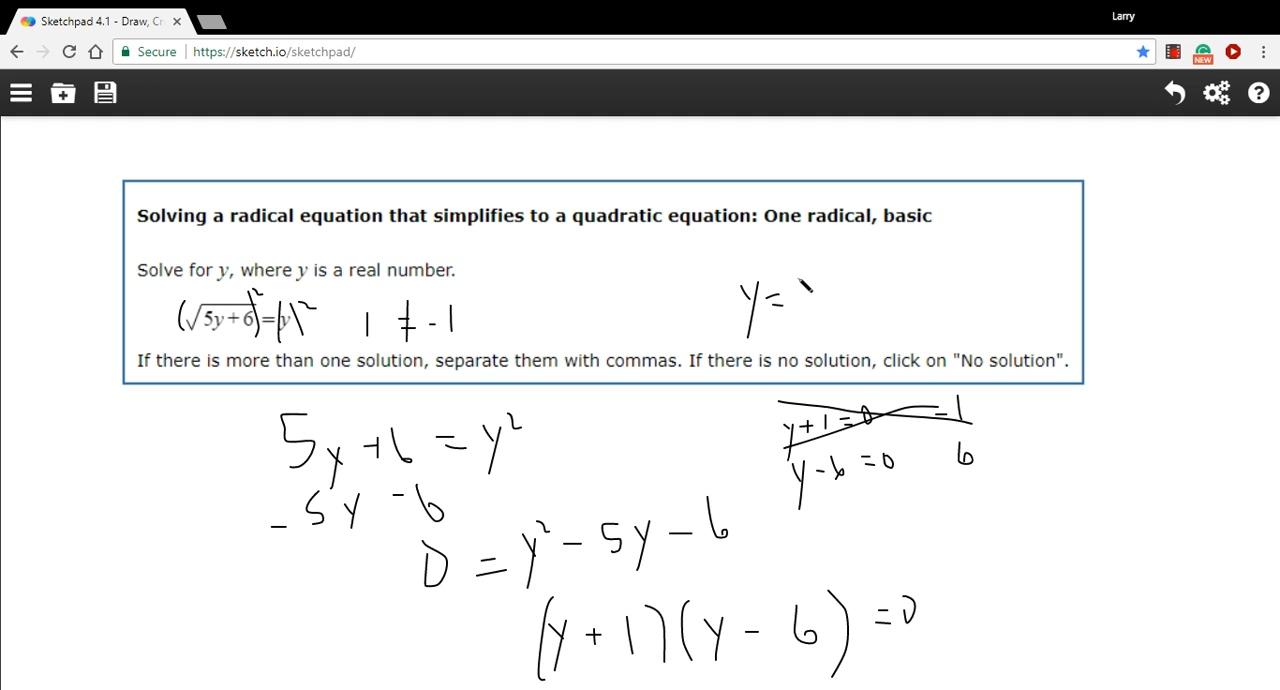 Larry
Sketchpad 4.1 - Draw, Cr
Secure | https://sketch.io/sketchpad/
NEW
Solving a radical equation that simplifies to a quadratic equation: One radical, basic
Solve for y, where y is a real number.
(√5y+6)²=(y)² 1 ≠ -1
y =
If there is more than one solution, separate them with commas. If there is no solution, click on "No solution".
5y + 6 = y²
y+1=0 -1
y-6=0 6
-5y -6
0 = y² - 5y - 6
(y + 1)(y - 6) = 0